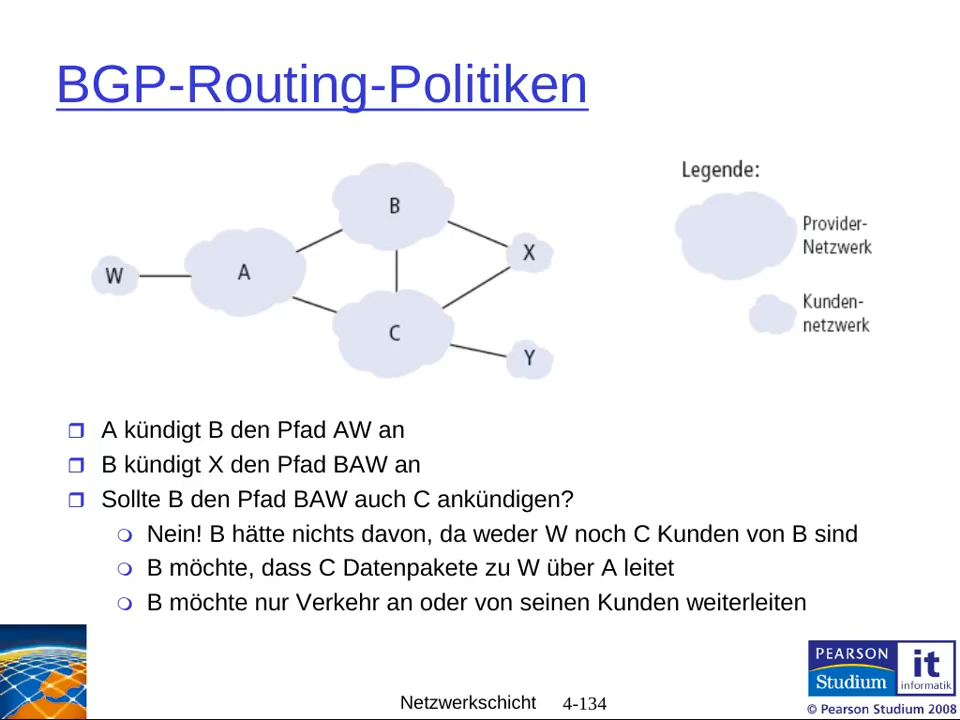 BGP-Routing-Politiken
Legende:
B
Provider-
Netzwerk
W
A
X
Kunden-
netzwerk
C
Y
A kündigt B den Pfad AW an
B kündigt X den Pfad BAW an
Sollte B den Pfad BAW auch C ankündigen?
Nein! B hätte nichts davon, da weder W noch C Kunden von B sind
B möchte, dass C Datenpakete zu W über A leitet
B möchte nur Verkehr an oder von seinen Kunden weiterleiten
PEARSON
Studium
it
informatik
Netzwerkschicht 4-134
© Pearson Studium 2008